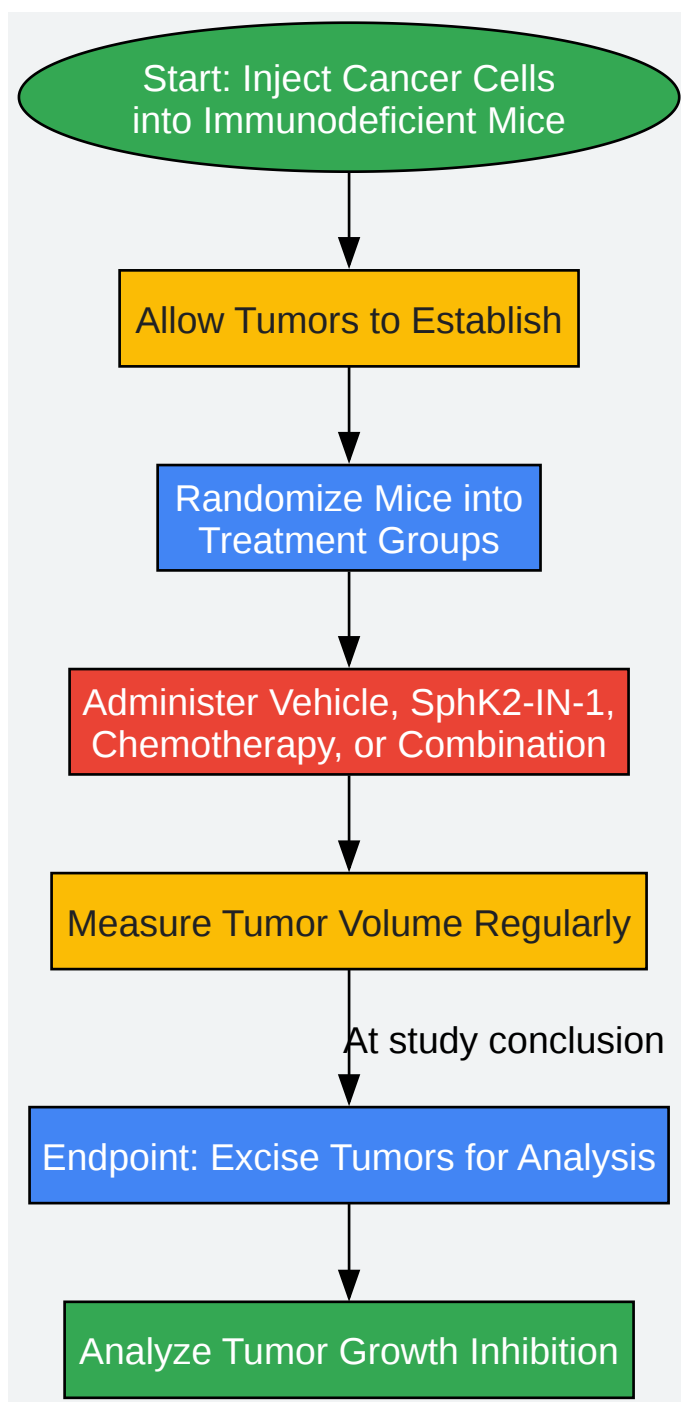 Start: Inject Cancer Cells
into Immunodeficient Mice
Allow Tumors to Establish
Randomize Mice into
Treatment Groups
Administer Vehicle, SphK2-IN-1,
Chemotherapy, or Combination
Measure Tumor Volume Regularly
At study conclusion
Endpoint: Excise Tumors for Analysis
Analyze Tumor Growth Inhibition